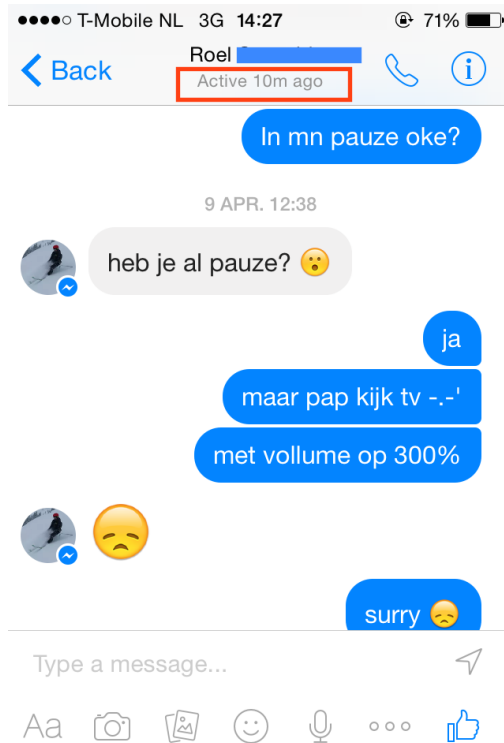 T-Mobile NL 3G 14:27 71%
Back
Roel
Active 10m ago
In mn pauze oke?
9 APR. 12:38
heb je al pauze? 😮
ja
maar pap kijk tv -.-'
met vollume op 300%
😞
surry 😞
Type a message...
Aa